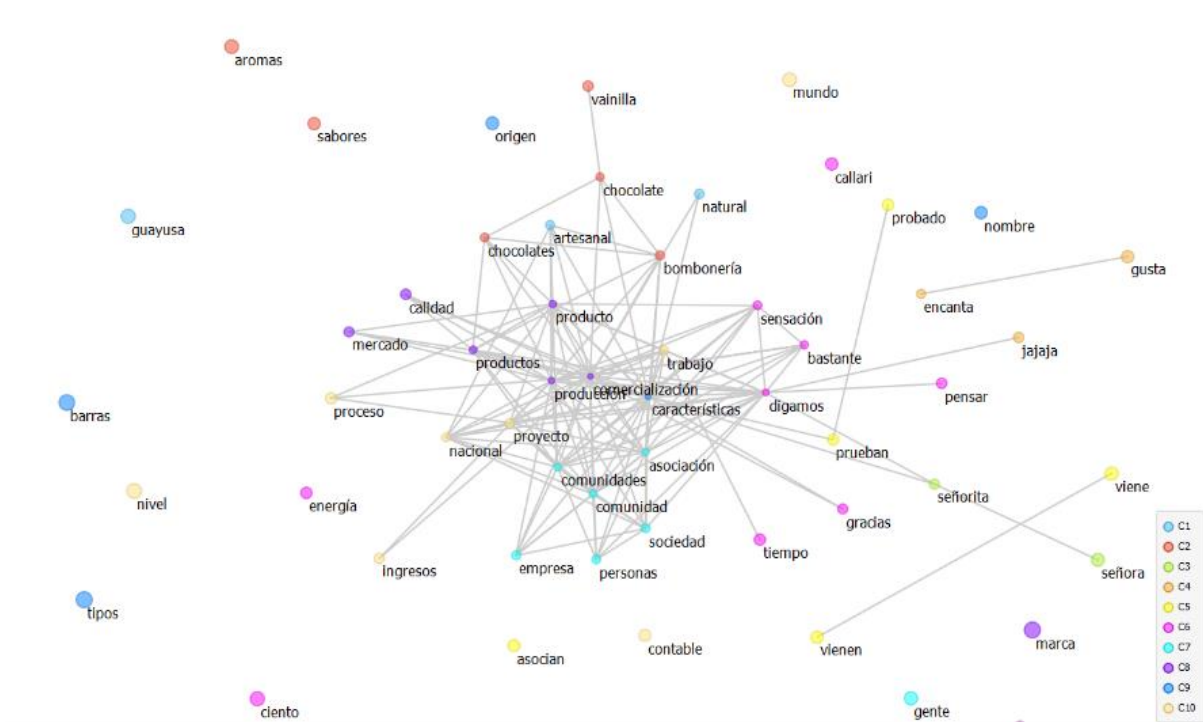 aromas
mundo
vainilla
sabores
origen
callari
chocolate
natural
probado
nombre
guayusa
artesanal
chocolates
bombonería
gusta
encanta
calidad
producto
sensación
mercado
jajaja
productos
trabajo
bastante
comercialización
producción
pensar
características
digamos
barras
proceso
proyecto
nacional
prueban
asociación
comunidades
viene
nivel
energía
comunidad
señorita
gracias
sociedad
tiempo
ingresos
empresa
personas
señora
tipos
contable
vienen
marca
asocian
ciento
gente
C1
C2
C3
C4
C5
C6
C7
C8
C9
C10